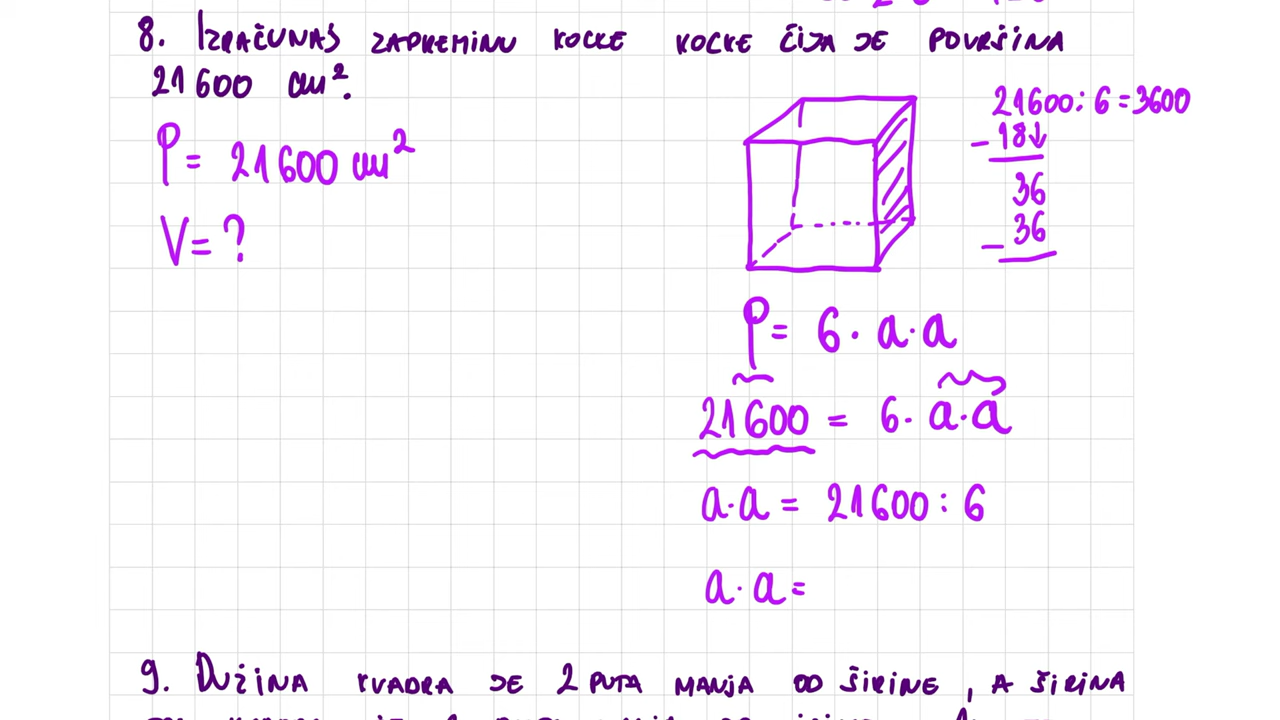 8. IZRAČUNAŠ ZAPREMINU KOCKE KOCKE ČIJA JE POVRŠINA
21600 cm².
P = 21600 cm²
V = ?
21600 : 6 = 3600
- 18↓
36
- 36
P = 6 · a · a
21600 = 6 · a · a
a · a = 21600 : 6
a · a =
9. DUŽINA KVADRA JE 2 PUTA MANJA OD ŠIRINE, A ŠIRINA